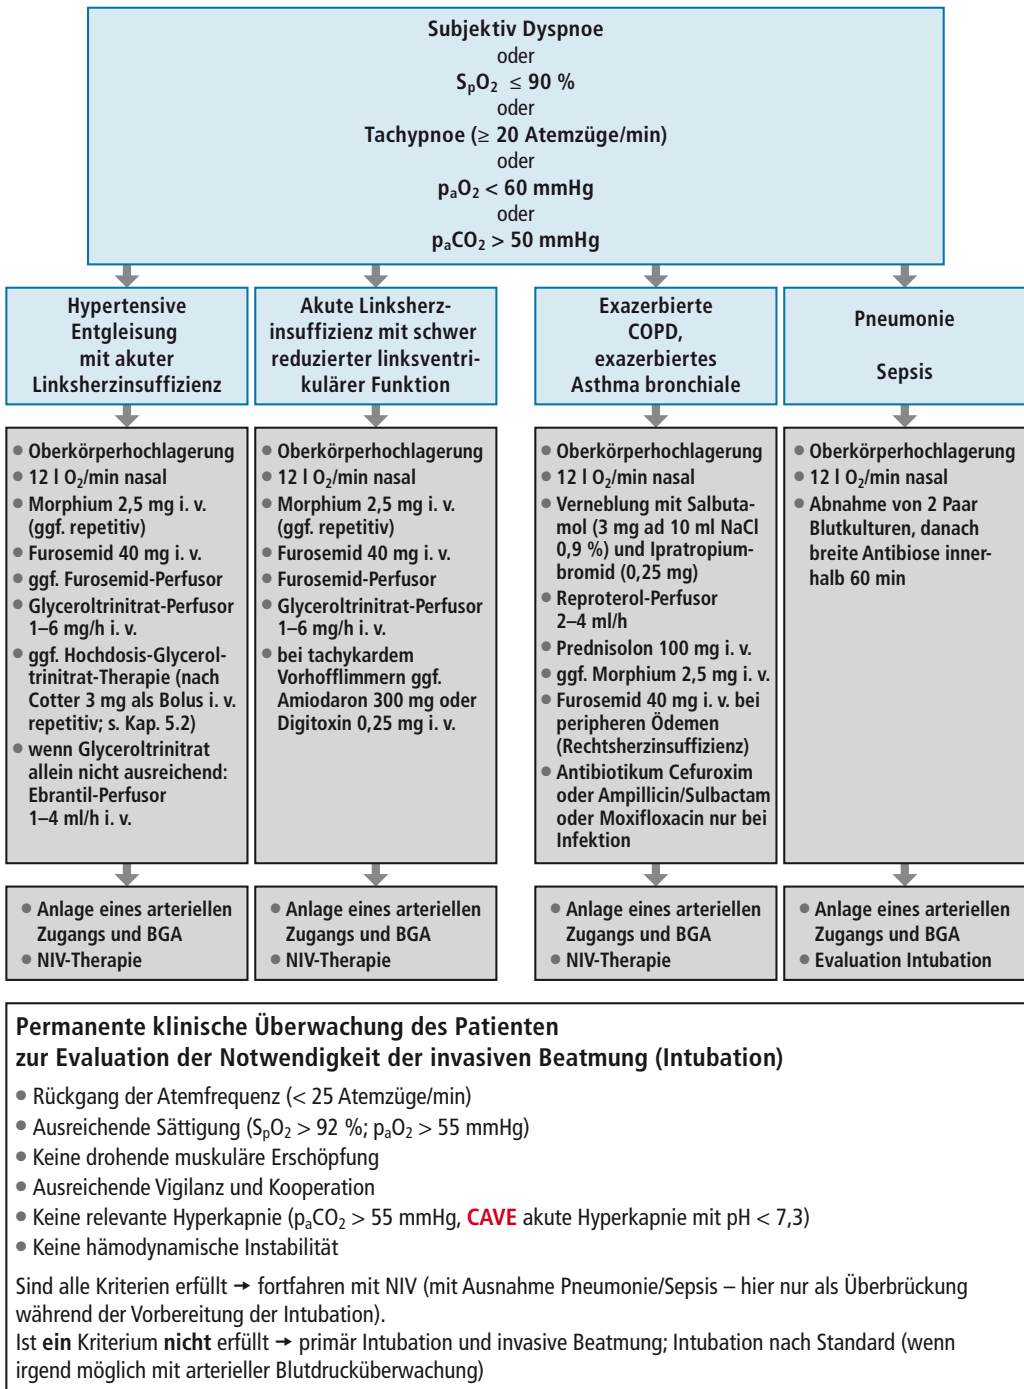 Subjektiv Dyspnoe
oder
SpO2 ≤ 90 %
oder
Tachypnoe (≥ 20 Atemzüge/min)
oder
paO2 < 60 mmHg
oder
paCO2 > 50 mmHg
Hypertensive
Entgleisung
mit akuter
Linksherzinsuffizienz
Akute Linksherz-
insuffizienz mit schwer
reduzierter linksventri-
kulärer Funktion
Exazerbierte
COPD,
exazerbiertes
Asthma bronchiale
Pneumonie
Sepsis
• Oberkörperhochlagerung
• 12 l O2/min nasal
• Morphium 2,5 mg i. v.
(ggf. repetitiv)
• Furosemid 40 mg i. v.
• ggf. Furosemid-Perfusor
• Glyceroltrinitrat-Perfusor
1–6 mg/h i. v.
• ggf. Hochdosis-Glycerol-
trinitrat-Therapie (nach
Cotter 3 mg als Bolus i. v.
repetitiv; s. Kap. 5.2)
• wenn Glyceroltrinitrat
allein nicht ausreichend:
Ebrantil-Perfusor
1–4 ml/h i. v.
• Oberkörperhochlagerung
• 12 l O2/min nasal
• Morphium 2,5 mg i. v.
(ggf. repetitiv)
• Furosemid 40 mg i. v.
• Furosemid-Perfusor
• Glyceroltrinitrat-Perfusor
1–6 mg/h i. v.
• bei tachykardem
Vorhofflimmern ggf.
Amiodaron 300 mg oder
Digitoxin 0,25 mg i. v.
• Oberkörperhochlagerung
• 12 l O2/min nasal
• Verneblung mit Salbuta-
mol (3 mg ad 10 ml NaCl
0,9 %) und Ipratropium-
bromid (0,25 mg)
• Reproterol-Perfusor
2–4 ml/h
• Prednisolon 100 mg i. v.
• ggf. Morphium 2,5 mg i. v.
• Furosemid 40 mg i. v. bei
peripheren Ödemen
(Rechtsherzinsuffizienz)
• Antibiotikum Cefuroxim
oder Ampillicin/Sulbactam
oder Moxifloxacin nur bei
Infektion
• Oberkörperhochlagerung
• 12 l O2/min nasal
• Abnahme von 2 Paar
Blutkulturen, danach
breite Antibiose inner-
halb 60 min
• Anlage eines arteriellen
Zugangs und BGA
• NIV-Therapie
• Anlage eines arteriellen
Zugangs und BGA
• NIV-Therapie
• Anlage eines arteriellen
Zugangs und BGA
• NIV-Therapie
• Anlage eines arteriellen
Zugangs und BGA
• Evaluation Intubation
Permanente klinische Überwachung des Patienten
zur Evaluation der Notwendigkeit der invasiven Beatmung (Intubation)
• Rückgang der Atemfrequenz (< 25 Atemzüge/min)
• Ausreichende Sättigung (SpO2 > 92 %; paO2 > 55 mmHg)
• Keine drohende muskuläre Erschöpfung
• Ausreichende Vigilanz und Kooperation
• Keine relevante Hyperkapnie (paCO2 > 55 mmHg, CAVE akute Hyperkapnie mit pH < 7,3)
• Keine hämodynamische Instabilität
Sind alle Kriterien erfüllt → fortfahren mit NIV (mit Ausnahme Pneumonie/Sepsis – hier nur als Überbrückung
während der Vorbereitung der Intubation).
Ist ein Kriterium nicht erfüllt → primär Intubation und invasive Beatmung; Intubation nach Standard (wenn
irgend möglich mit arterieller Blutdrucküberwachung)